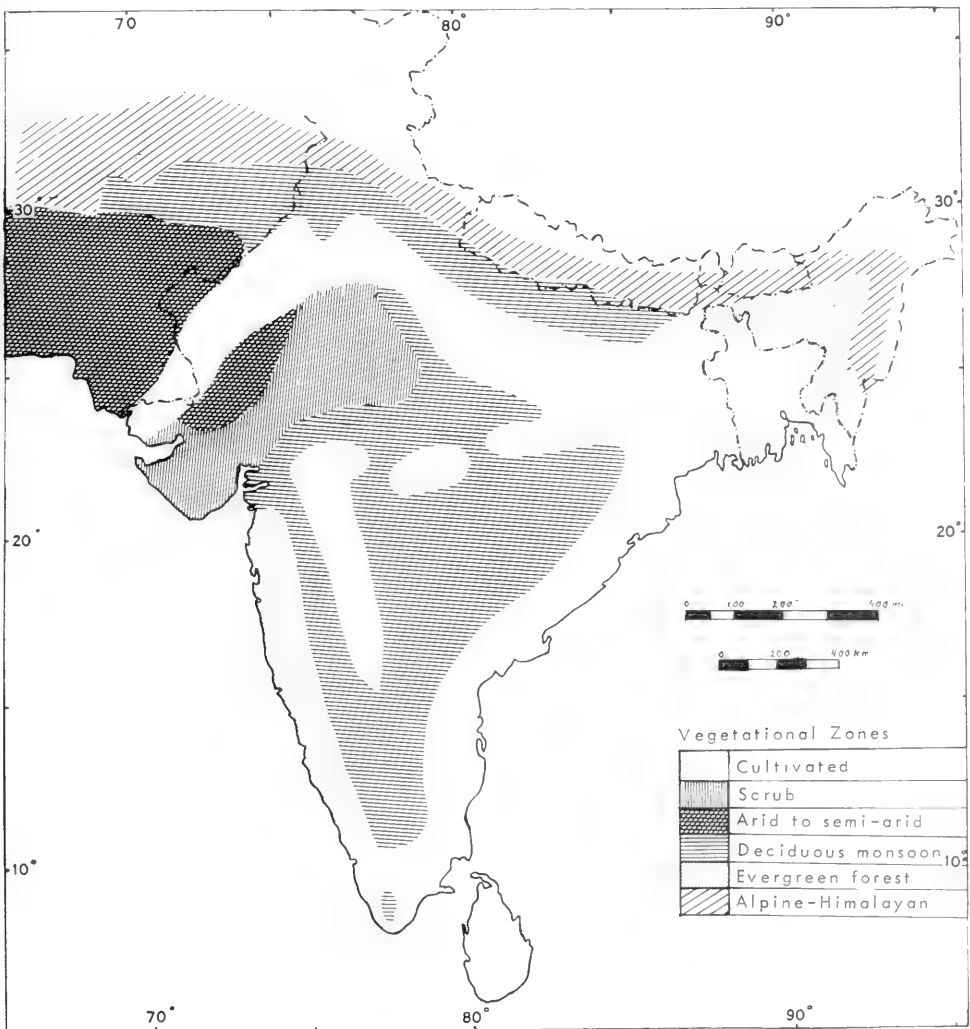 70 80° 90°
30° 30°
20° 20°
0 100 200 400 mi
0 200 400 km
Vegetational Zones
Cultivated
Scrub
Arid to semi-arid
Deciduous monsoon
10° 10°
Evergreen forest
Alpine-Himalayan
70° 80° 90°